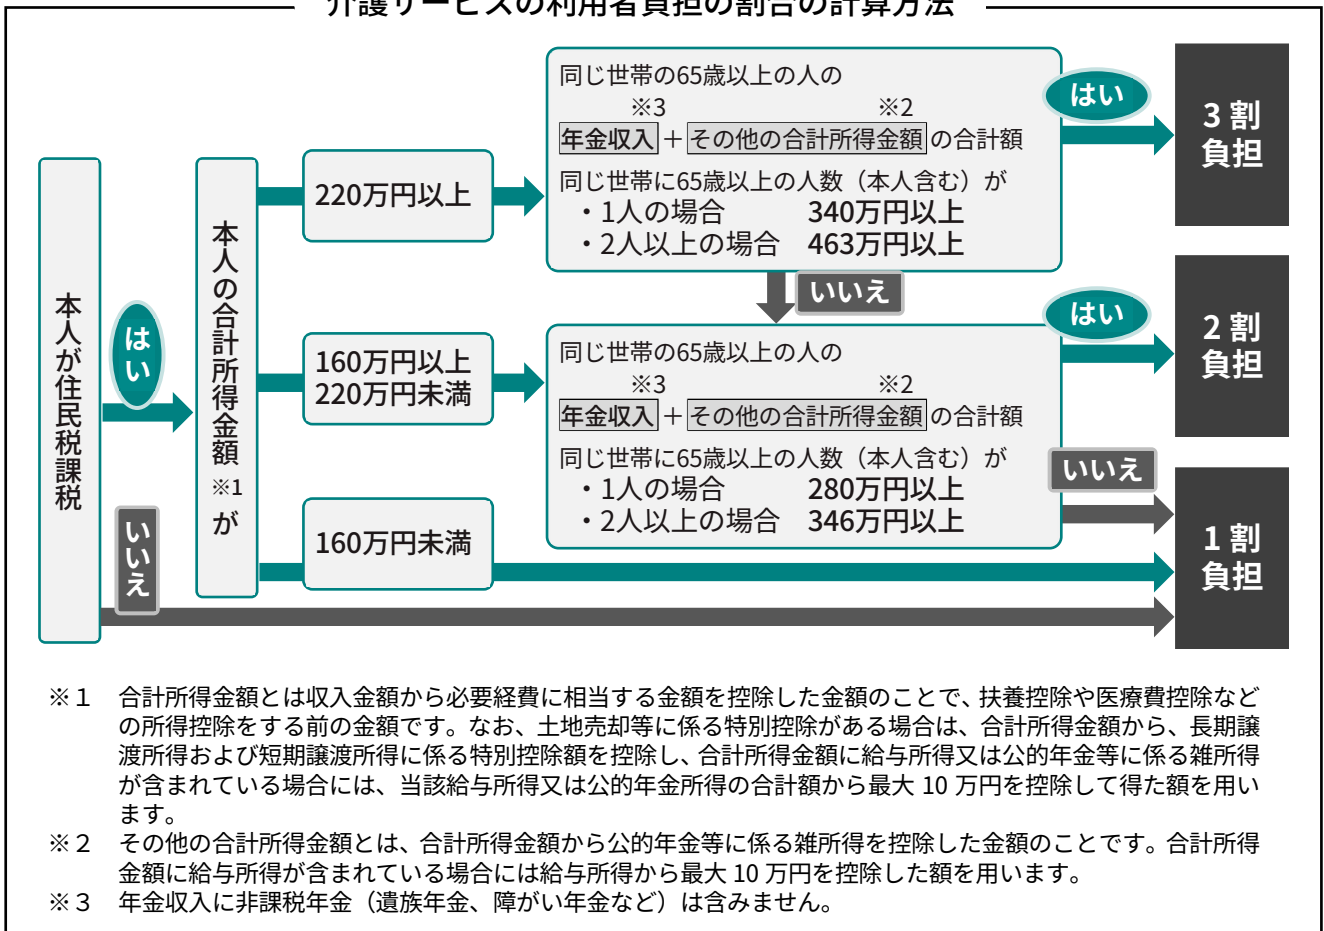 介護サービスの利用者負担の割合の計算方法
本人が住民税課税
はい
いいえ
本人の合計所得金額※1が
220万円以上
同じ世帯の65歳以上の人の
※3 ※2
年金収入＋その他の合計所得金額の合計額
同じ世帯に65歳以上の人数（本人含む）が
・1人の場合 340万円以上
・2人以上の場合 463万円以上
はい
3割
負担
いいえ
160万円以上
220万円未満
同じ世帯の65歳以上の人の
※3 ※2
年金収入＋その他の合計所得金額の合計額
同じ世帯に65歳以上の人数（本人含む）が
・1人の場合 280万円以上
・2人以上の場合 346万円以上
はい
2割
負担
いいえ
160万円未満
1割
負担
※１ 合計所得金額とは収入金額から必要経費に相当する金額を控除した金額のことで、扶養控除や医療費控除など
の所得控除をする前の金額です。なお、土地売却等に係る特別控除がある場合は、合計所得金額から、長期譲
渡所得および短期譲渡所得に係る特別控除額を控除し、合計所得金額に給与所得又は公的年金等に係る雑所得
が含まれている場合には、当該給与所得又は公的年金所得の合計額から最大 10 万円を控除して得た額を用い
ます。
※２ その他の合計所得金額とは、合計所得金額から公的年金等に係る雑所得を控除した金額のことです。合計所得
金額に給与所得が含まれている場合には給与所得から最大 10 万円を控除した額を用います。
※３ 年金収入に非課税年金（遺族年金、障がい年金など）は含みません。